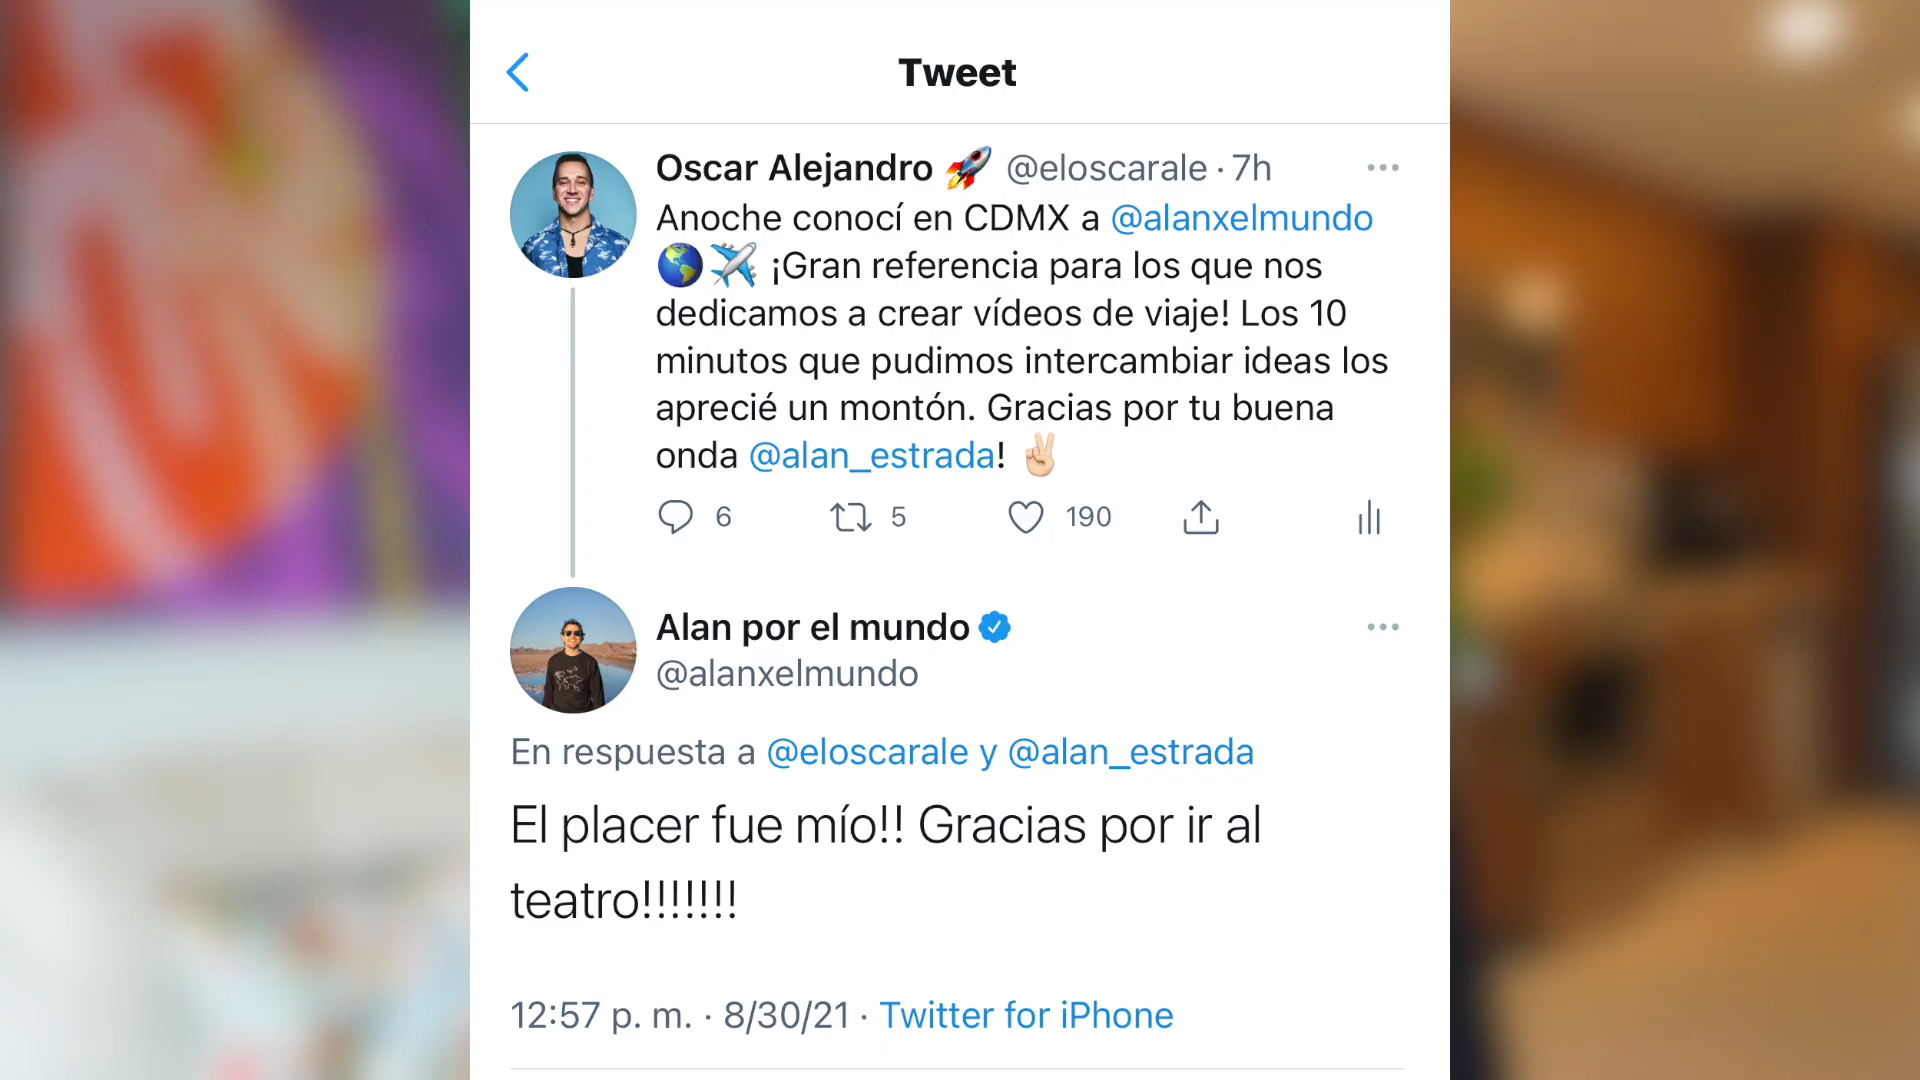 Tweet
Oscar Alejandro 🚀 @eloscarale · 7h
Anoche conocí en CDMX a @alanxelmundo
🌎✈️ ¡Gran referencia para los que nos
dedicamos a crear vídeos de viaje! Los 10
minutos que pudimos intercambiar ideas los
aprecié un montón. Gracias por tu buena
onda @alan_estrada! ✌🏻
6 5 190
Alan por el mundo
@alanxelmundo
En respuesta a @eloscarale y @alan_estrada
El placer fue mío!! Gracias por ir al
teatro!!!!!!!
12:57 p. m. · 8/30/21 · Twitter for iPhone